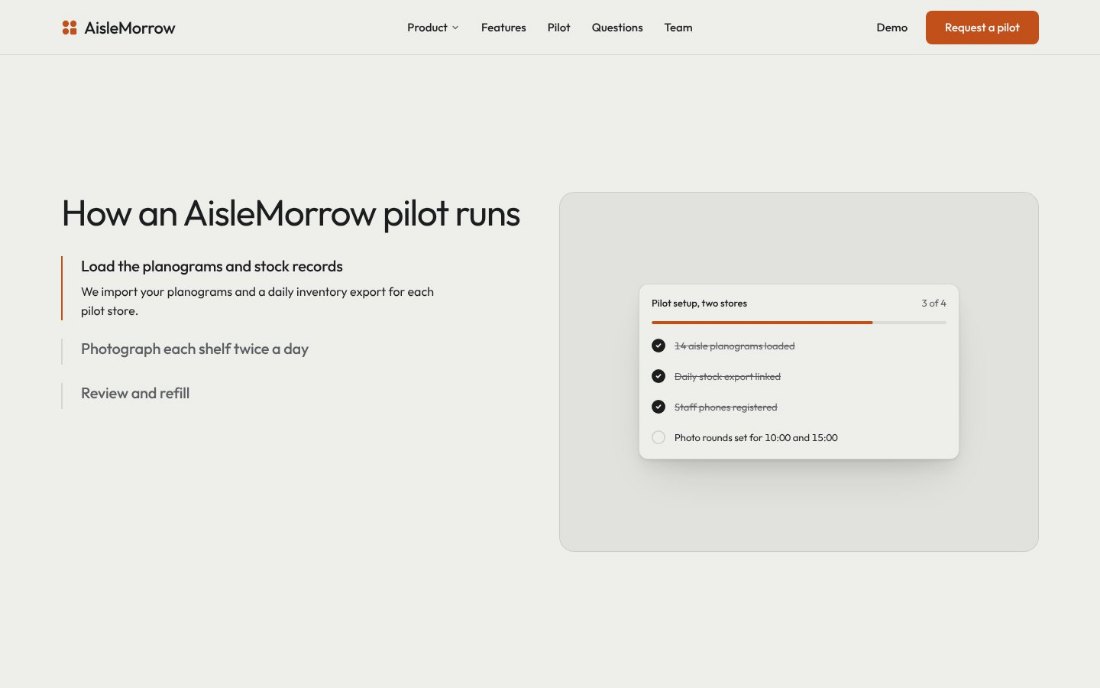 AisleMorrow
Product
Features
Pilot
Questions
Team
Demo
Request a pilot
How an AisleMorrow pilot runs
Load the planograms and stock records
We import your planograms and a daily inventory export for each
pilot store.
Photograph each shelf twice a day
Review and refill
Pilot setup, two stores
3 of 4
14 aisle planograms loaded
Daily stock export linked
Staff phones registered
Photo rounds set for 10:00 and 15:00